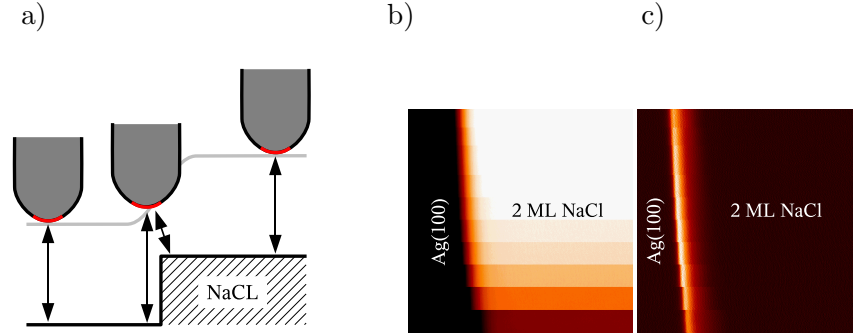 a)
b)
c)
NaCL
Ag(100)
2 ML NaCl
Ag(100)
2 ML NaCl